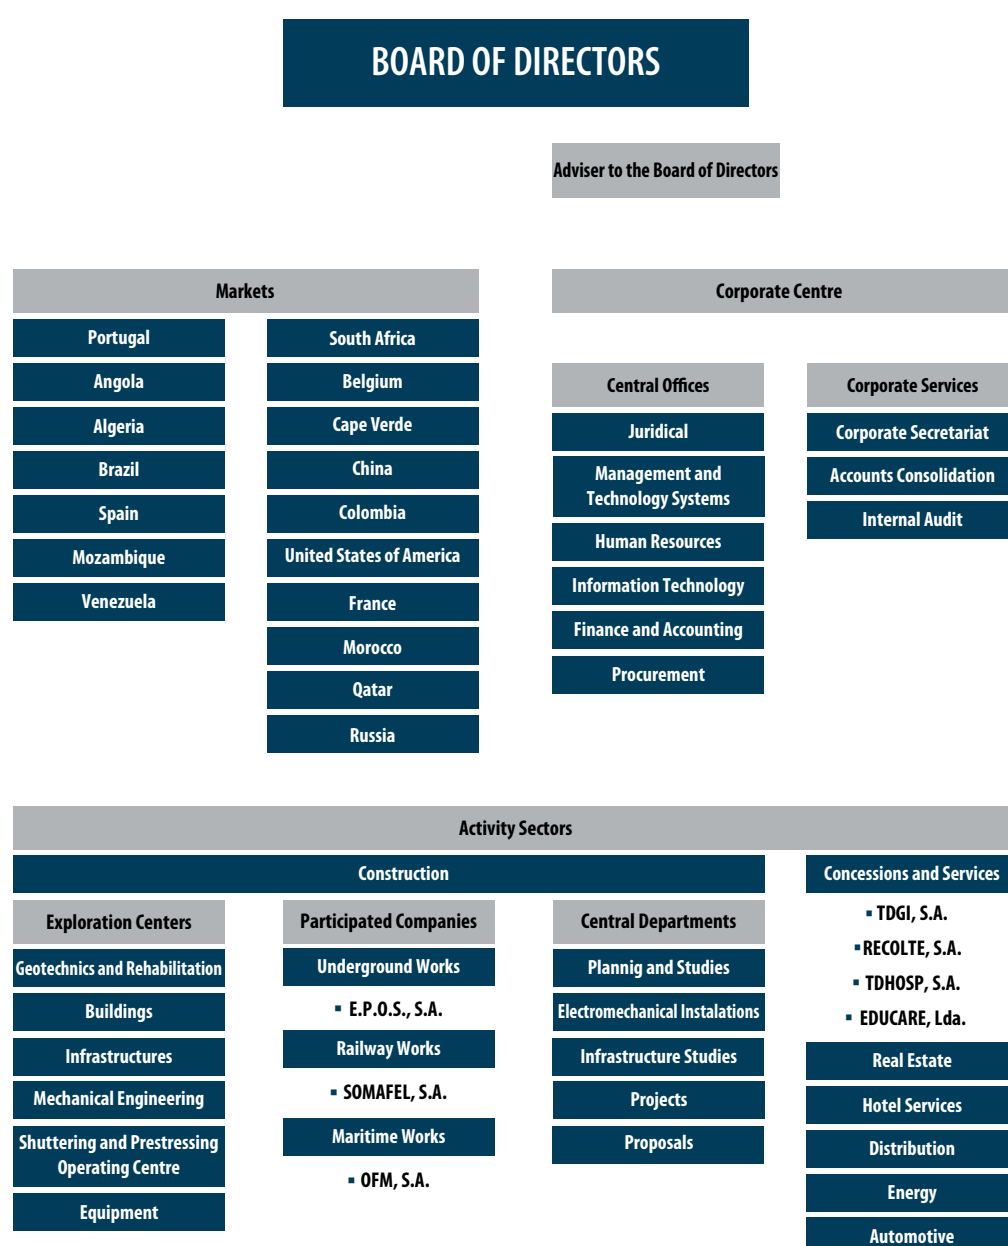 BOARD OF DIRECTORS
Adviser to the Board of Directors
Markets
Portugal
Angola
Algeria
Brazil
Spain
Mozambique
Venezuela
South Africa
Belgium
Cape Verde
China
Colombia
United States of America
France
Morocco
Qatar
Russia
Corporate Centre
Central Offices
Juridical
Management and
Technology Systems
Human Resources
Information Technology
Finance and Accounting
Procurement
Corporate Services
Corporate Secretariat
Accounts Consolidation
Internal Audit
Activity Sectors
Construction
Exploration Centers
Geotechnics and Rehabilitation
Buildings
Infrastructures
Mechanical Engineering
Shuttering and Prestressing
Operating Centre
Equipment
Participated Companies
Underground Works
▪ E.P.O.S., S.A.
Railway Works
▪ SOMAFEL, S.A.
Maritime Works
▪ OFM, S.A.
Central Departments
Plannig and Studies
Electromechanical Instalations
Infrastructure Studies
Projects
Proposals
Concessions and Services
▪ TDGI, S.A.
▪ RECOLTE, S.A.
▪ TDHOSP, S.A.
▪ EDUCARE, Lda.
Real Estate
Hotel Services
Distribution
Energy
Automotive